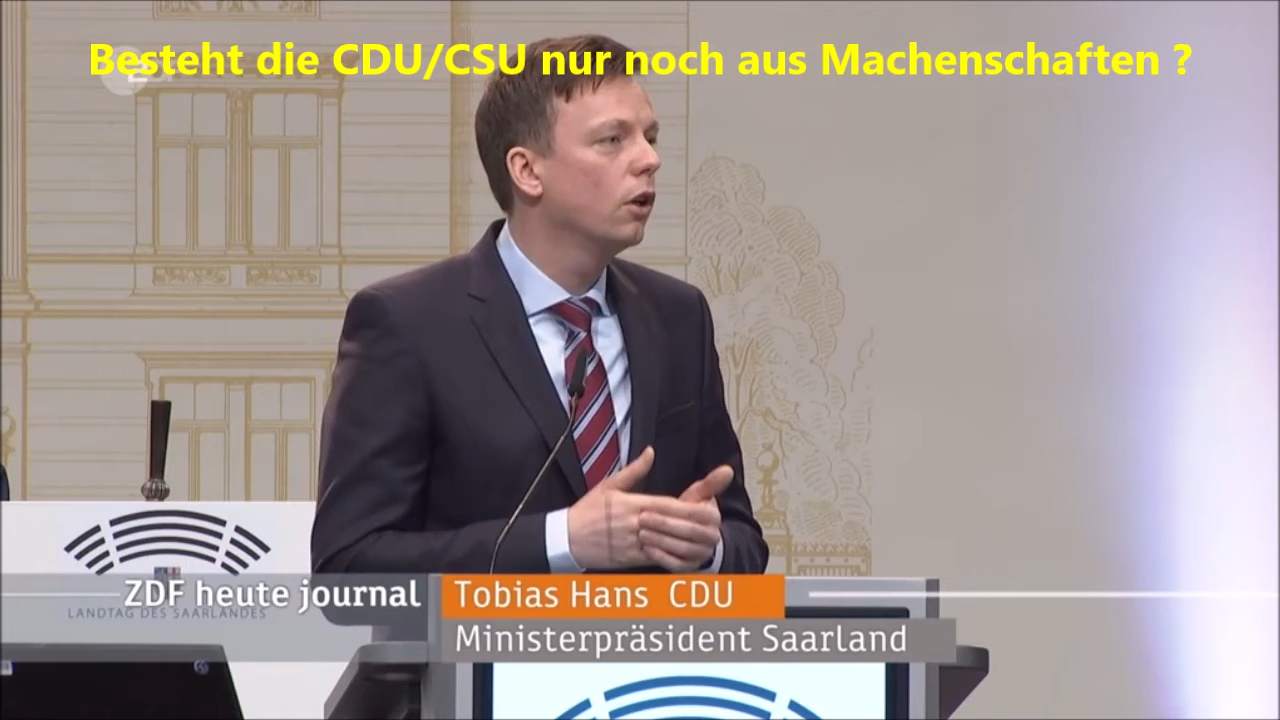 Besteht die CDU/CSU nur noch aus Machenschaften ?
ZDF heute journal
Tobias Hans CDU
Ministerpräsident Saarland
LANDTAG DES SAARLANDES